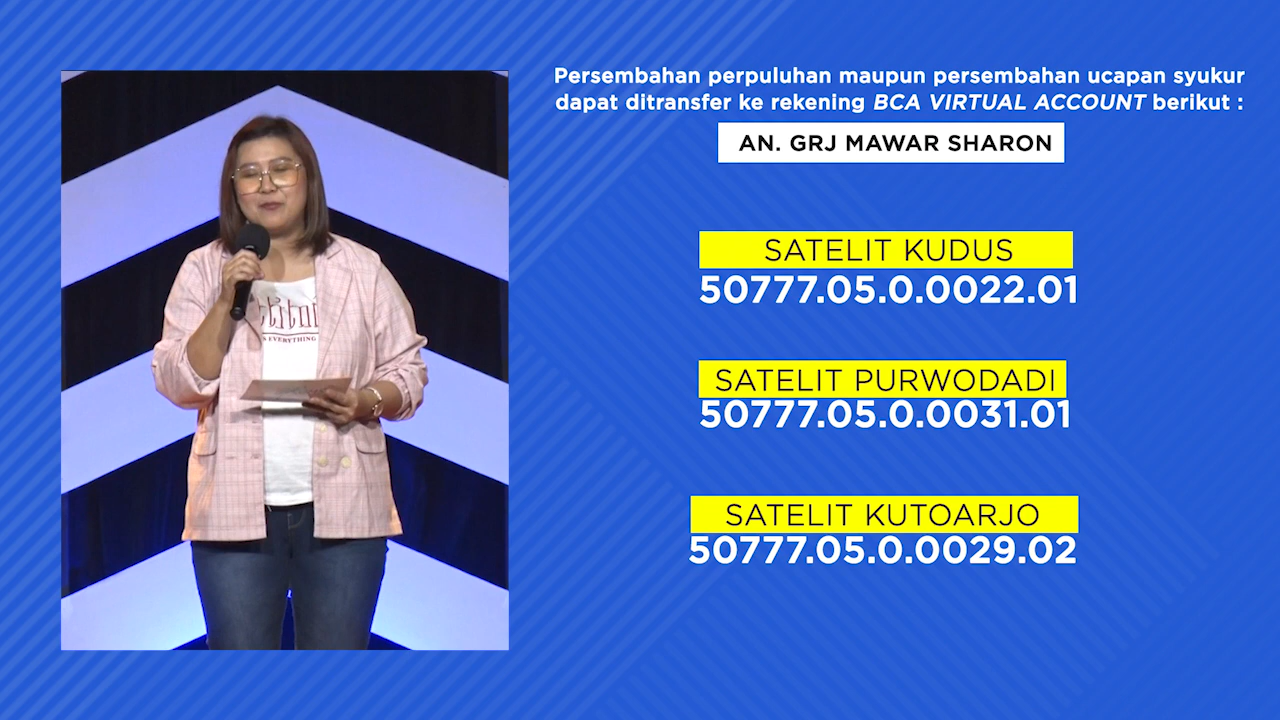 Persembahan perpuluhan maupun persembahan ucapan syukur
dapat ditransfer ke rekening BCA VIRTUAL ACCOUNT berikut :
AN. GRJ MAWAR SHARON
SATELIT KUDUS
50777.05.0.0022.01
SATELIT PURWODADI
50777.05.0.0031.01
SATELIT KUTOARJO
50777.05.0.0029.02
EVERYTHING